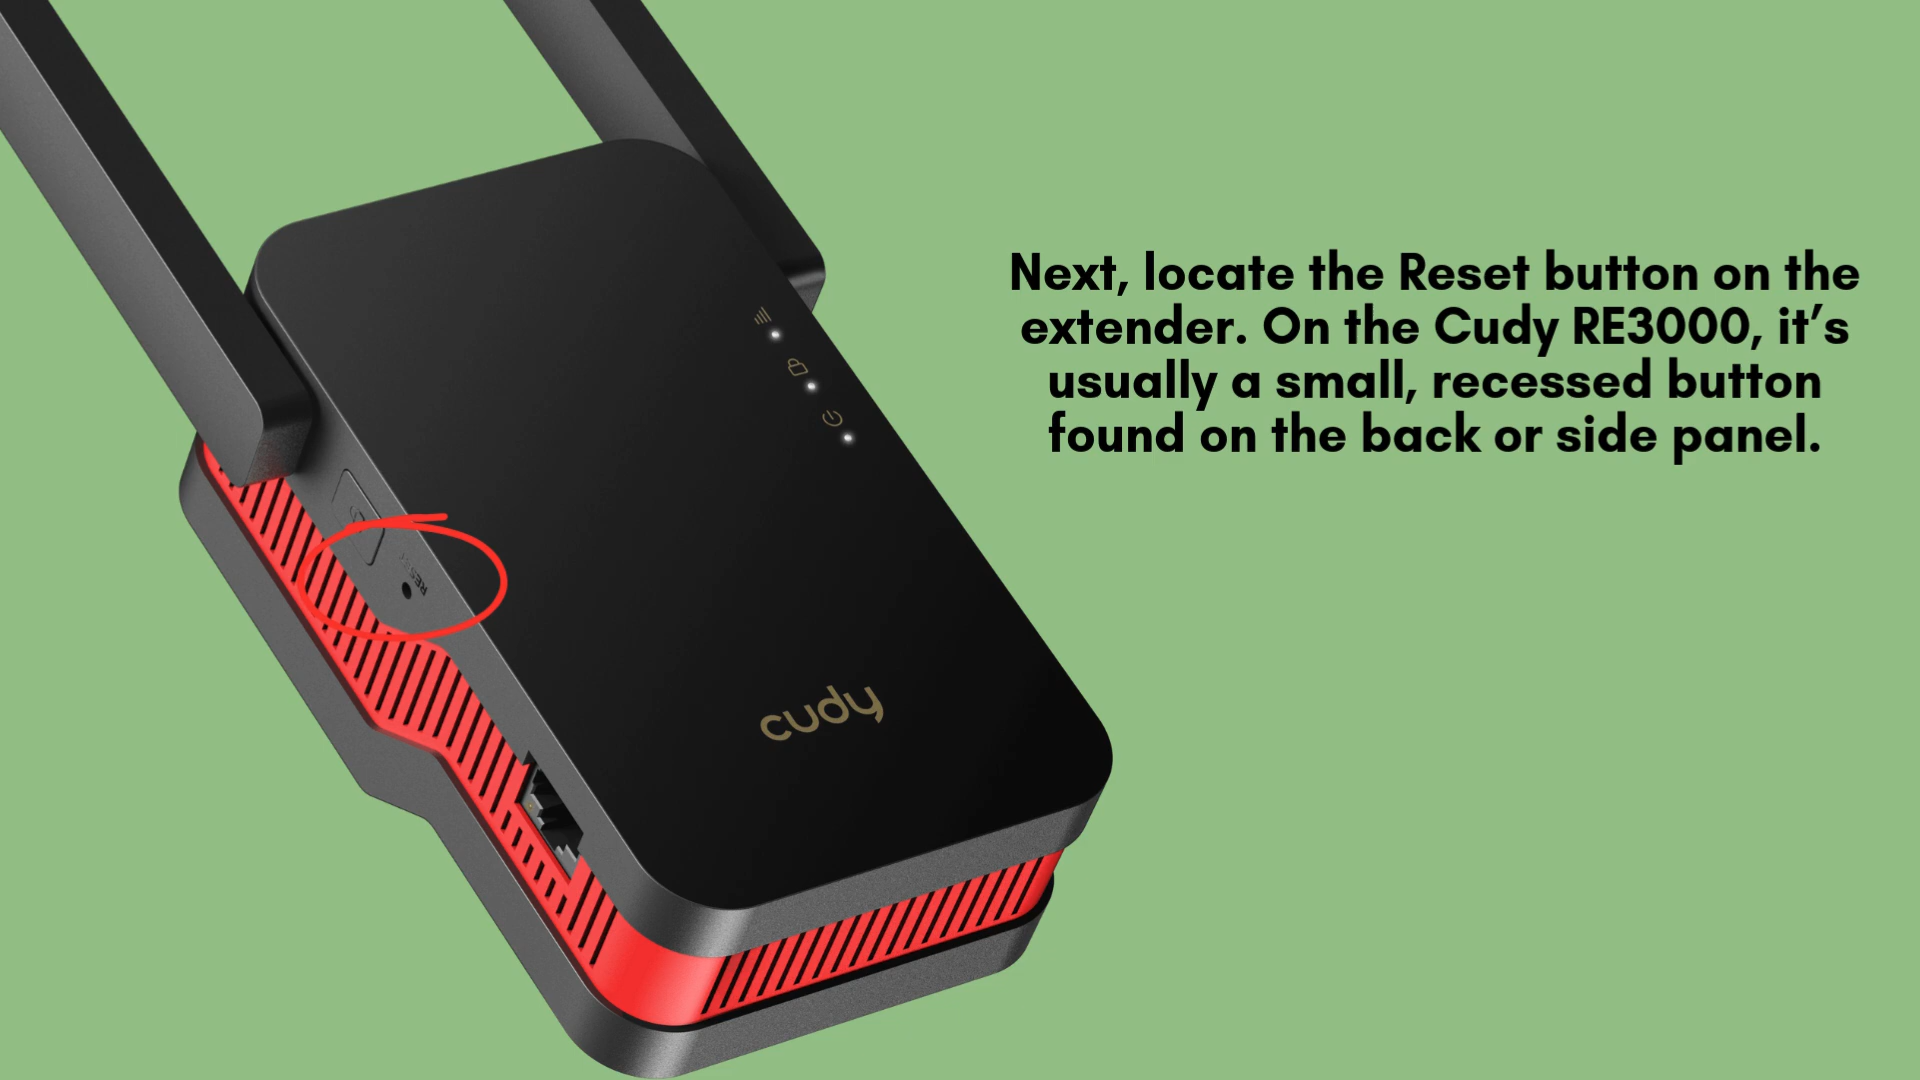 Next, locate the Reset button on the
extender. On the Cudy RE3000, it's
usually a small, recessed button
found on the back or side panel.
RESET
cudy